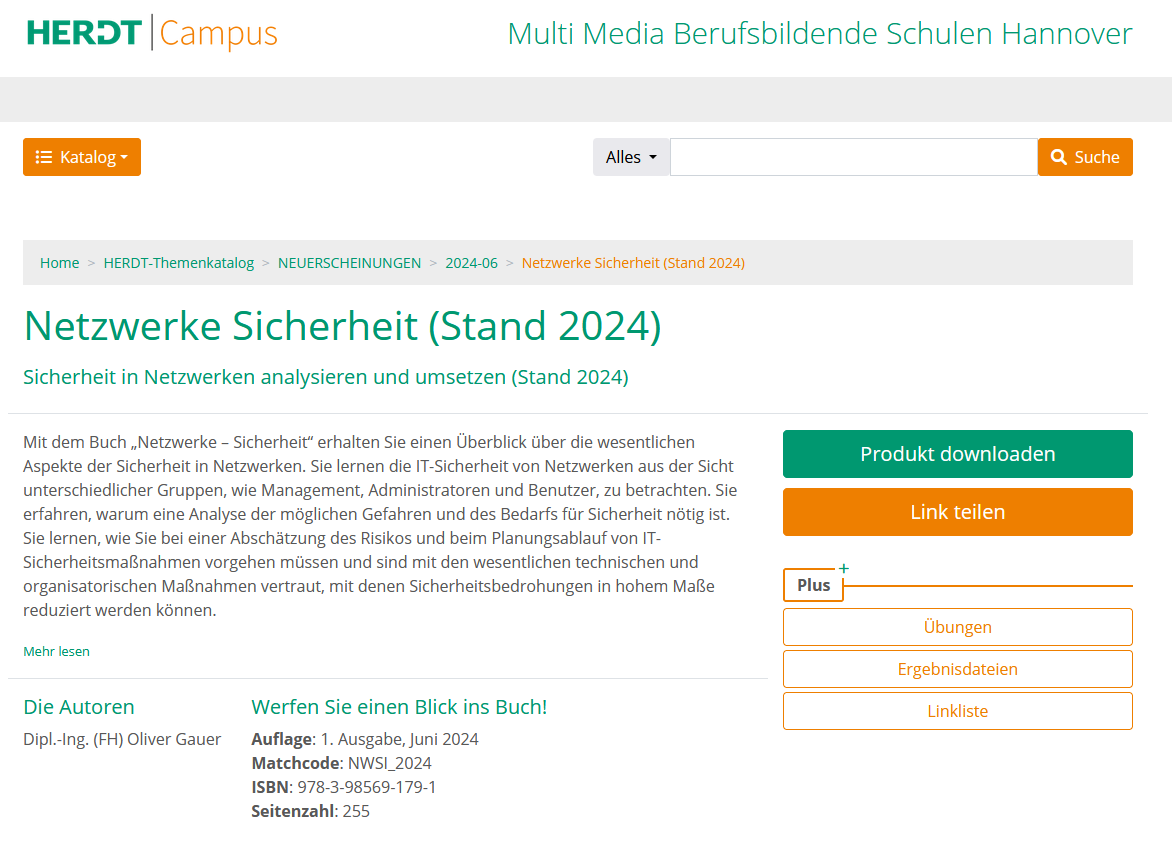 HERDT Campus
Multi Media Berufsbildende Schulen Hannover
Katalog
Alles
Suche
Home > HERDT-Themenkatalog > NEUERSCHEINUNGEN > 2024-06 > Netzwerke Sicherheit (Stand 2024)
Netzwerke Sicherheit (Stand 2024)
Sicherheit in Netzwerken analysieren und umsetzen (Stand 2024)
Mit dem Buch „Netzwerke – Sicherheit“ erhalten Sie einen Überblick über die wesentlichen
Aspekte der Sicherheit in Netzwerken. Sie lernen die IT-Sicherheit von Netzwerken aus der Sicht
unterschiedlicher Gruppen, wie Management, Administratoren und Benutzer, zu betrachten. Sie
erfahren, warum eine Analyse der möglichen Gefahren und des Bedarfs für Sicherheit nötig ist.
Sie lernen, wie Sie bei einer Abschätzung des Risikos und beim Planungsablauf von IT-
Sicherheitsmaßnahmen vorgehen müssen und sind mit den wesentlichen technischen und
organisatorischen Maßnahmen vertraut, mit denen Sicherheitsbedrohungen in hohem Maße
reduziert werden können.
Mehr lesen
Produkt downloaden
Link teilen
Plus +
Übungen
Ergebnisdateien
Linkliste
Die Autoren
Dipl.-Ing. (FH) Oliver Gauer
Werfen Sie einen Blick ins Buch!
Auflage: 1. Ausgabe, Juni 2024
Matchcode: NWSI_2024
ISBN: 978-3-98569-179-1
Seitenzahl: 255